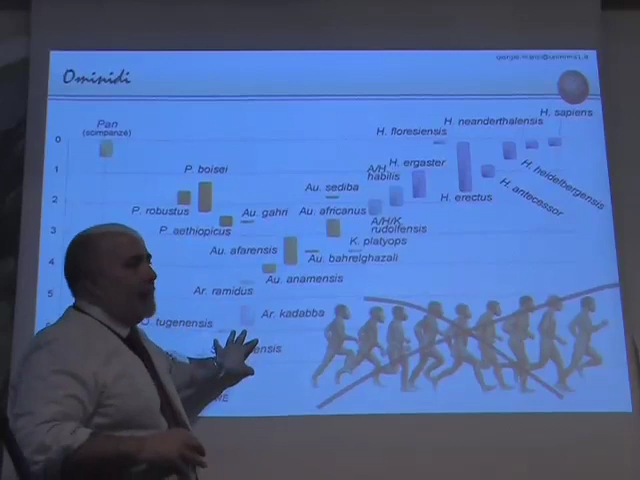 Ominidi
Pan
(scimpanzé)
H. sapiens
H. neanderthalensis
H. floresiensis
0
P. boisei
A/H.
habilis
H. ergaster
H. heidelbergensis
1
Au. sediba
H. erectus
H. antecessor
2
P. robustus
Au. garhi
Au. africanus
A/H/K
rudolfensis
P. aethiopicus
3
K. platyops
Au. afarensis
Au. bahrelghazali
4
Au. anamensis
5
Ar. ramidus
Ar. kadabba
tugenensis
ensis